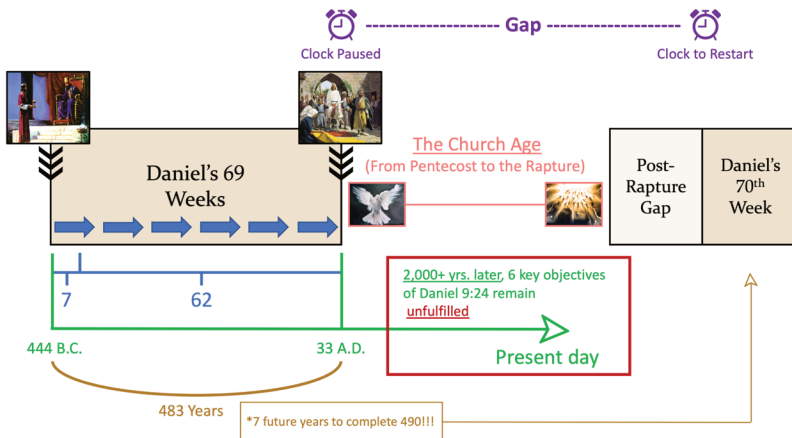 Gap
Clock Paused
Clock to Restart
Daniel's 69
Weeks
The Church Age
(From Pentecost to the Rapture)
Post-
Rapture
Gap
Daniel's
70th
Week
7
62
2,000+ yrs. later, 6 key objectives
of Daniel 9:24 remain
unfulfilled
444 B.C.
33 A.D.
Present day
483 Years
*7 future years to complete 490!!!